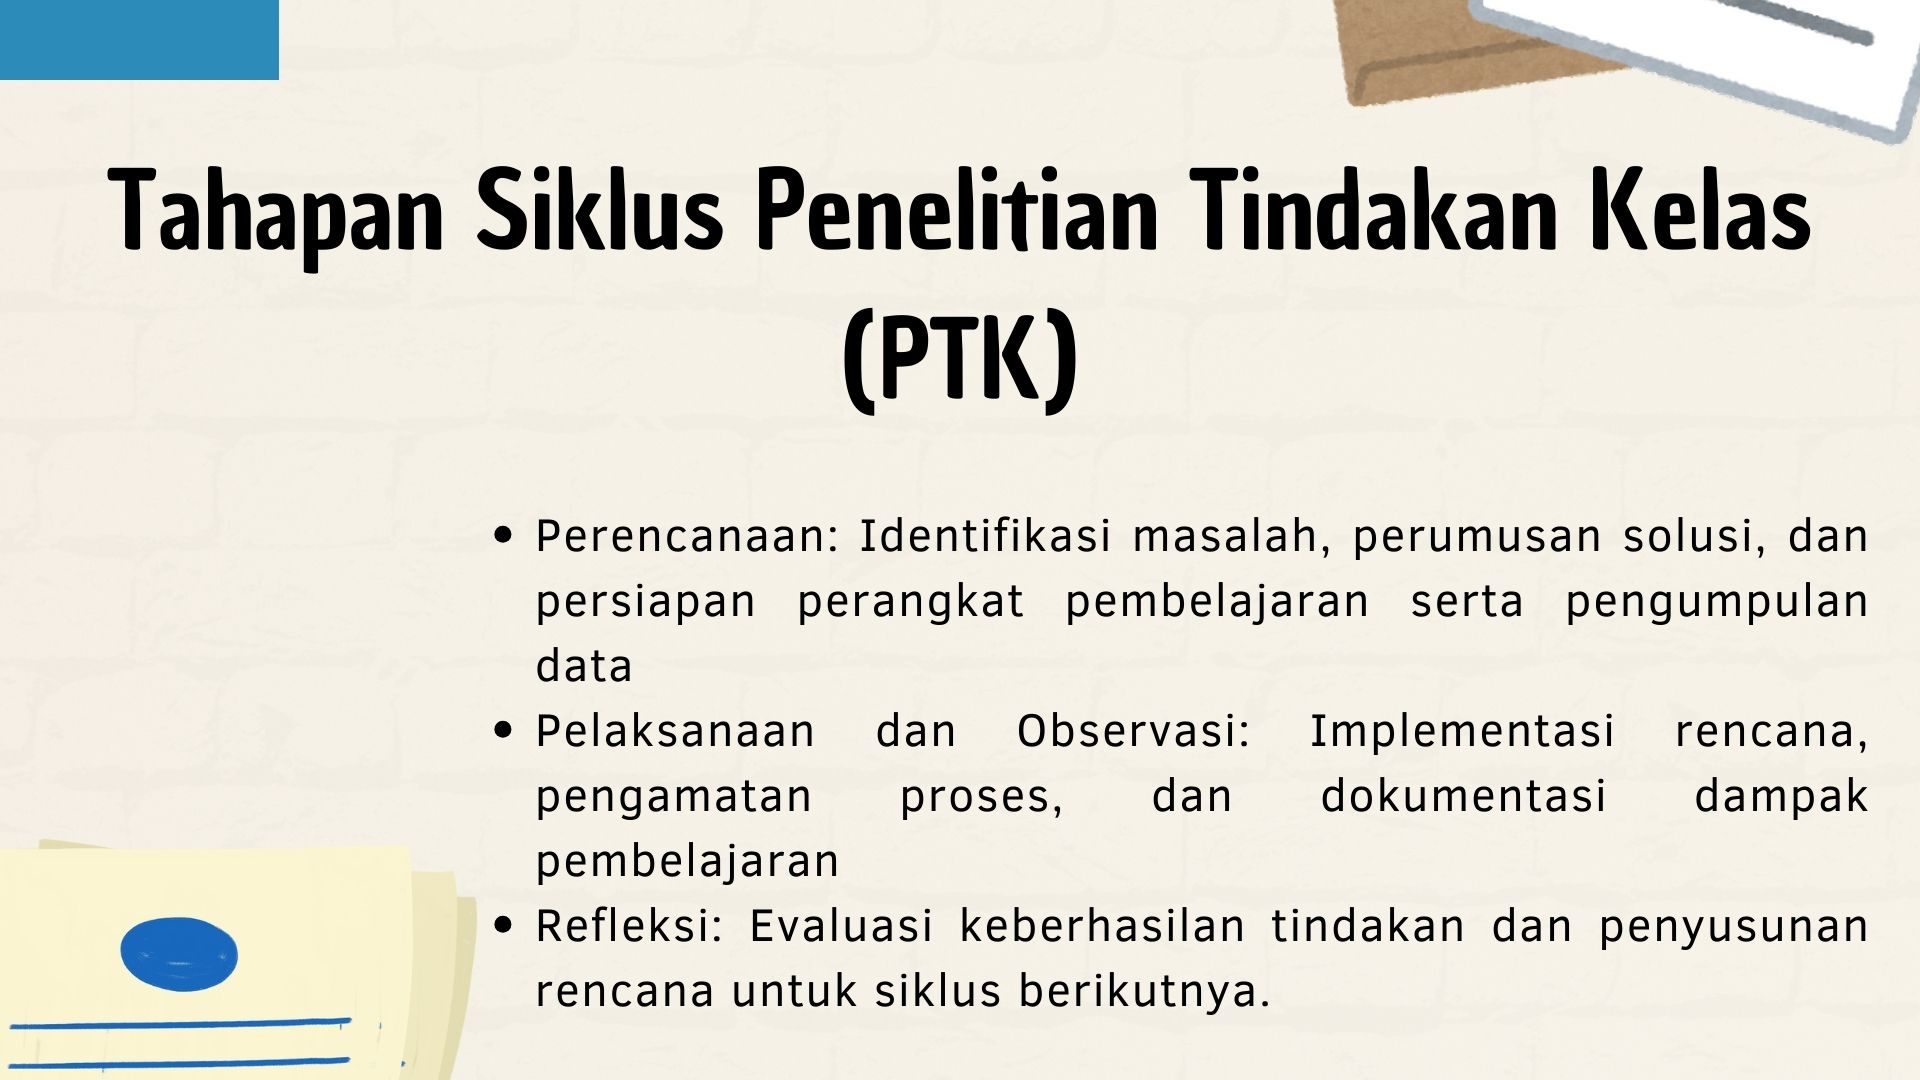 Tahapan Siklus Penelitian Tindakan Kelas
(PTK)
• Perencanaan: Identifikasi masalah, perumusan solusi, dan
persiapan perangkat pembelajaran serta pengumpulan
data
• Pelaksanaan dan Observasi: Implementasi rencana,
pengamatan proses, dan dokumentasi dampak
pembelajaran
• Refleksi: Evaluasi keberhasilan tindakan dan penyusunan
rencana untuk siklus berikutnya.